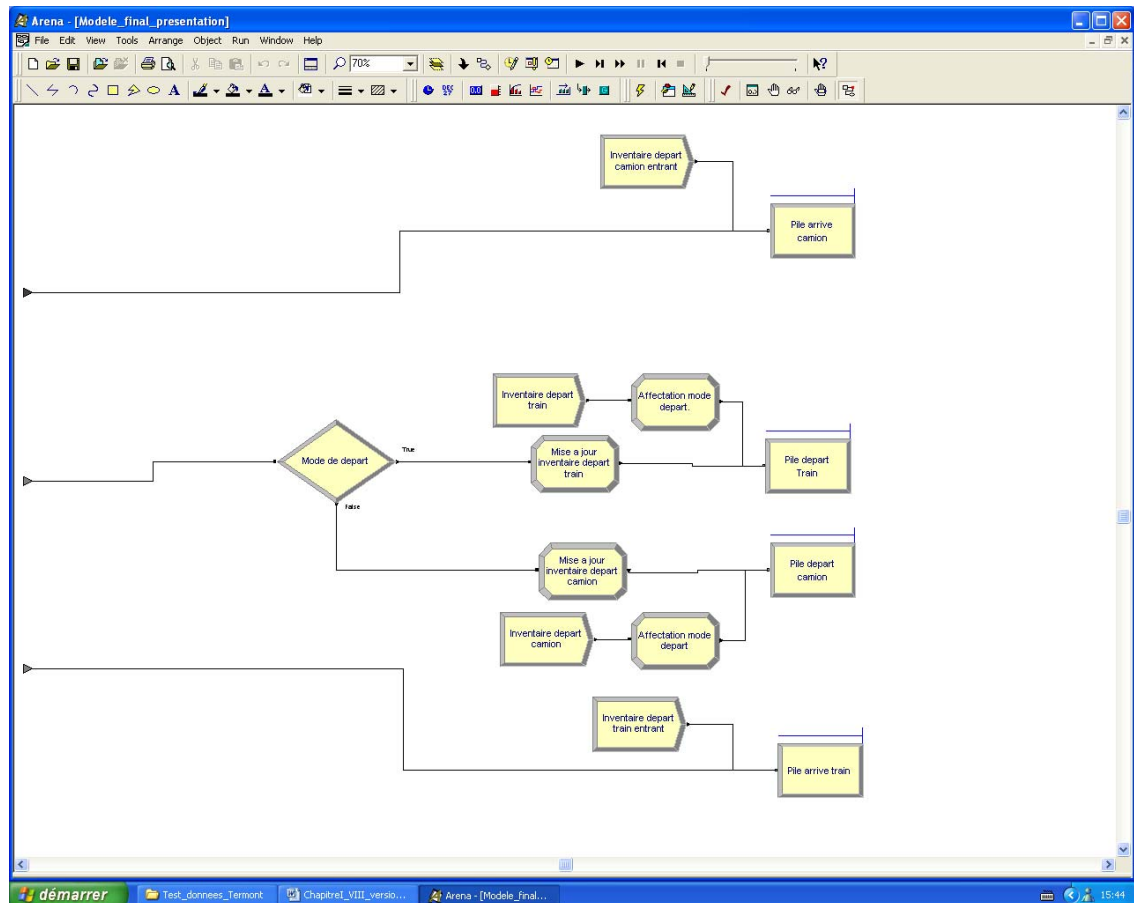 Arena - [Modele_final_presentation]
File Edit View Tools Arrange Object Run Window Help
70%
Inventaire depart
camion entrant
Pile arrive
camion
Inventaire depart
train
Affectation mode
depart.
Mode de depart
True
False
Mise a jour
inventaire depart
train
Pile depart
Train
Mise a jour
inventaire depart
camion
Pile depart
camion
Inventaire depart
camion
Affectation mode
depart
Inventaire depart
train entrant
Pile arrive train
démarrer
Test_donnees_Termont
ChapitreI_VIII_versio...
Arena - [Modele_final...
15:44